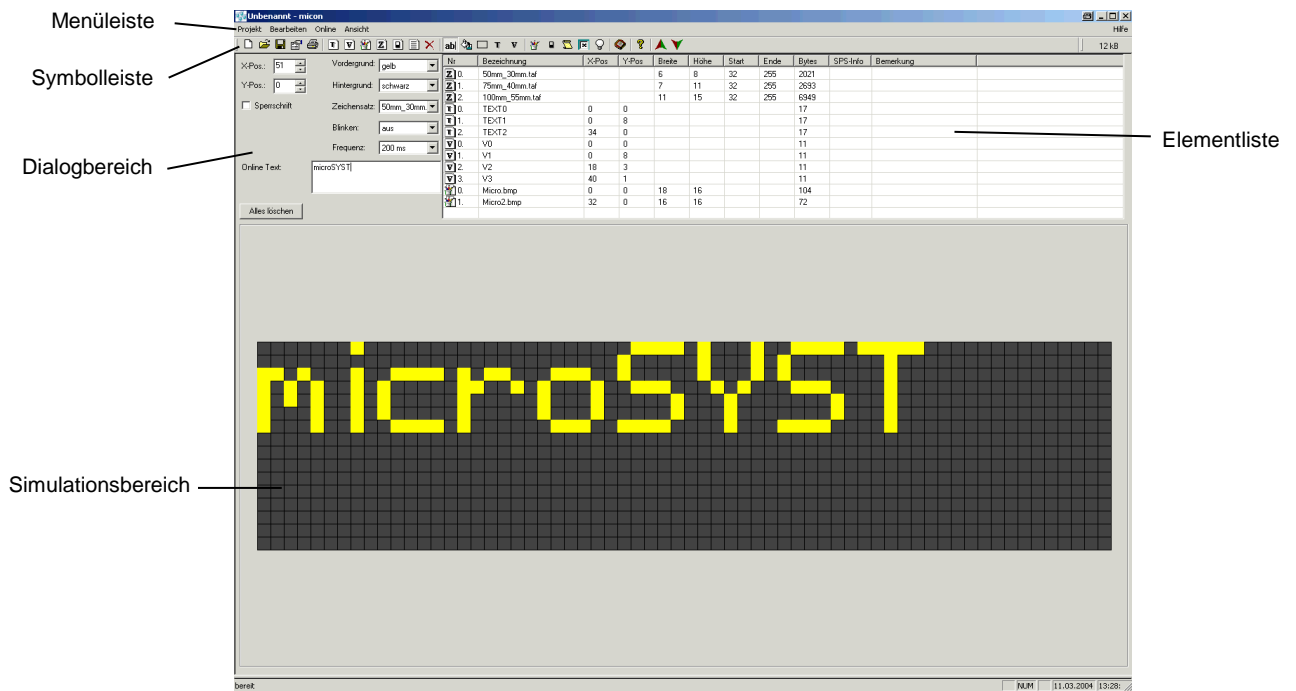 Menüleiste
Symbolleiste
Dialogbereich
Simulationsbereich
Elementliste
Unbenannt - micon
Projekt Bearbeiten Online Ansicht Hilfe
12 kB
X-Pos.: 51 Vordergrund: gelb
Y-Pos.: 0 Hintergrund: schwarz
Sperrschrift Zeichensatz: 50mm_30mm.
Blinken: aus
Frequenz: 200 ms
Online Text: microSYST
Alles löschen
Nr Bezeichnung X-Pos Y-Pos Breite Höhe Start Ende Bytes SPS-Info Bemerkung
Z 0. 50mm_30mm.taf 6 8 32 255 2021
Z 1. 75mm_40mm.taf 7 11 32 255 2693
Z 2. 100mm_55mm.taf 11 15 32 255 6949
T 0. TEXT0 0 0 17
T 1. TEXT1 0 8 17
T 2. TEXT2 34 0 17
V 0. V0 0 0 11
V 1. V1 0 8 11
V 2. V2 18 3 11
V 3. V3 40 1 11
0. Micro.bmp 0 0 18 16 104
1. Micro2.bmp 32 0 16 16 72
microSYST
bereit NUM 11.03.2004 13:28: